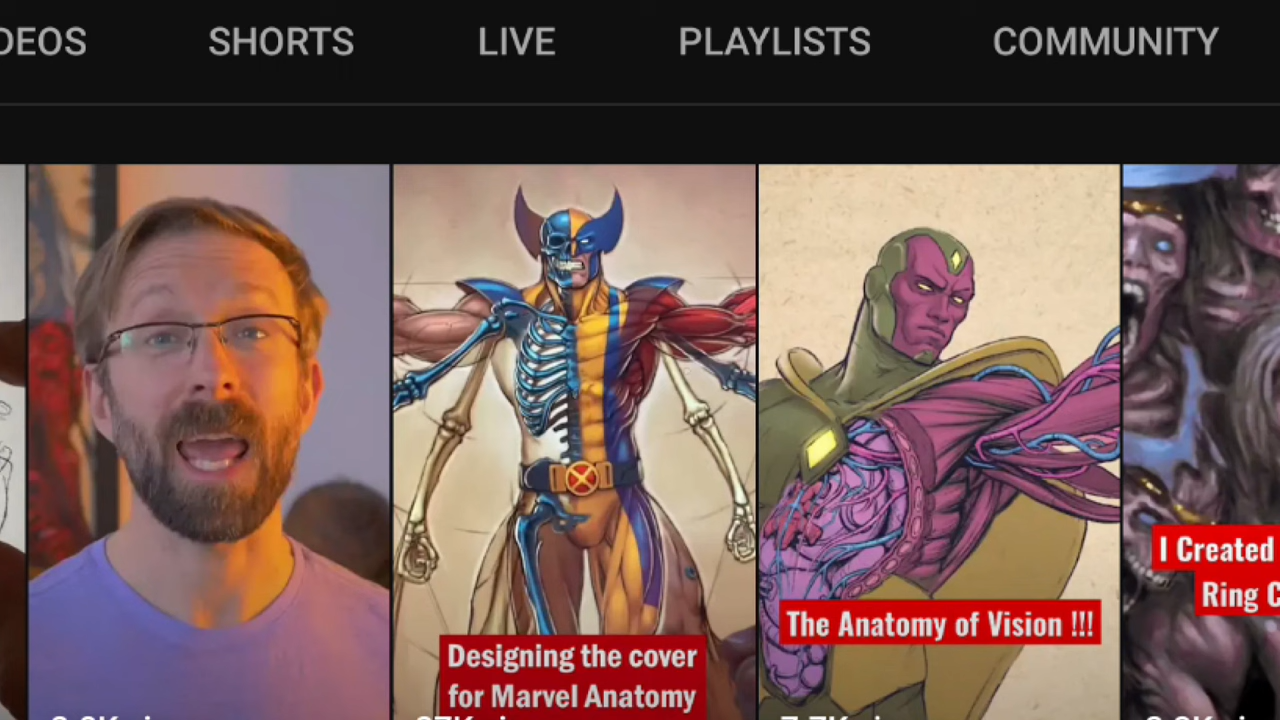 DEOS SHORTS LIVE PLAYLISTS COMMUNITY
I Created
Ring C
The Anatomy of Vision !!!
Designing the cover
for Marvel Anatomy